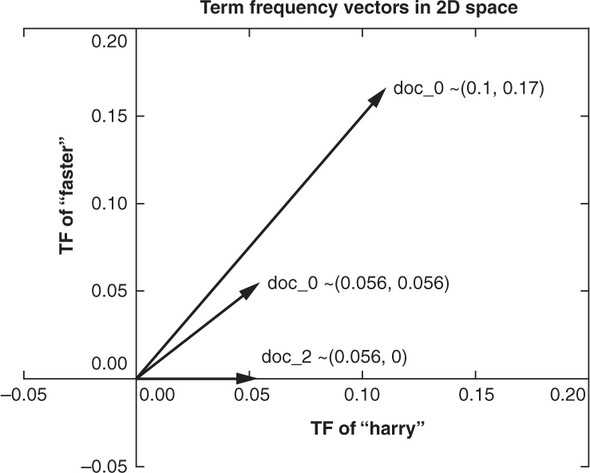 Term frequency vectors in 2D space
0.20
doc_0 ~(0.1, 0.17)
0.15
TF of “faster”
0.10
doc_0 ~(0.056, 0.056)
0.05
doc_2 ~(0.056, 0)
0.00
–0.05 0.00 0.05 0.10 0.15 0.20
TF of “harry”
–0.05